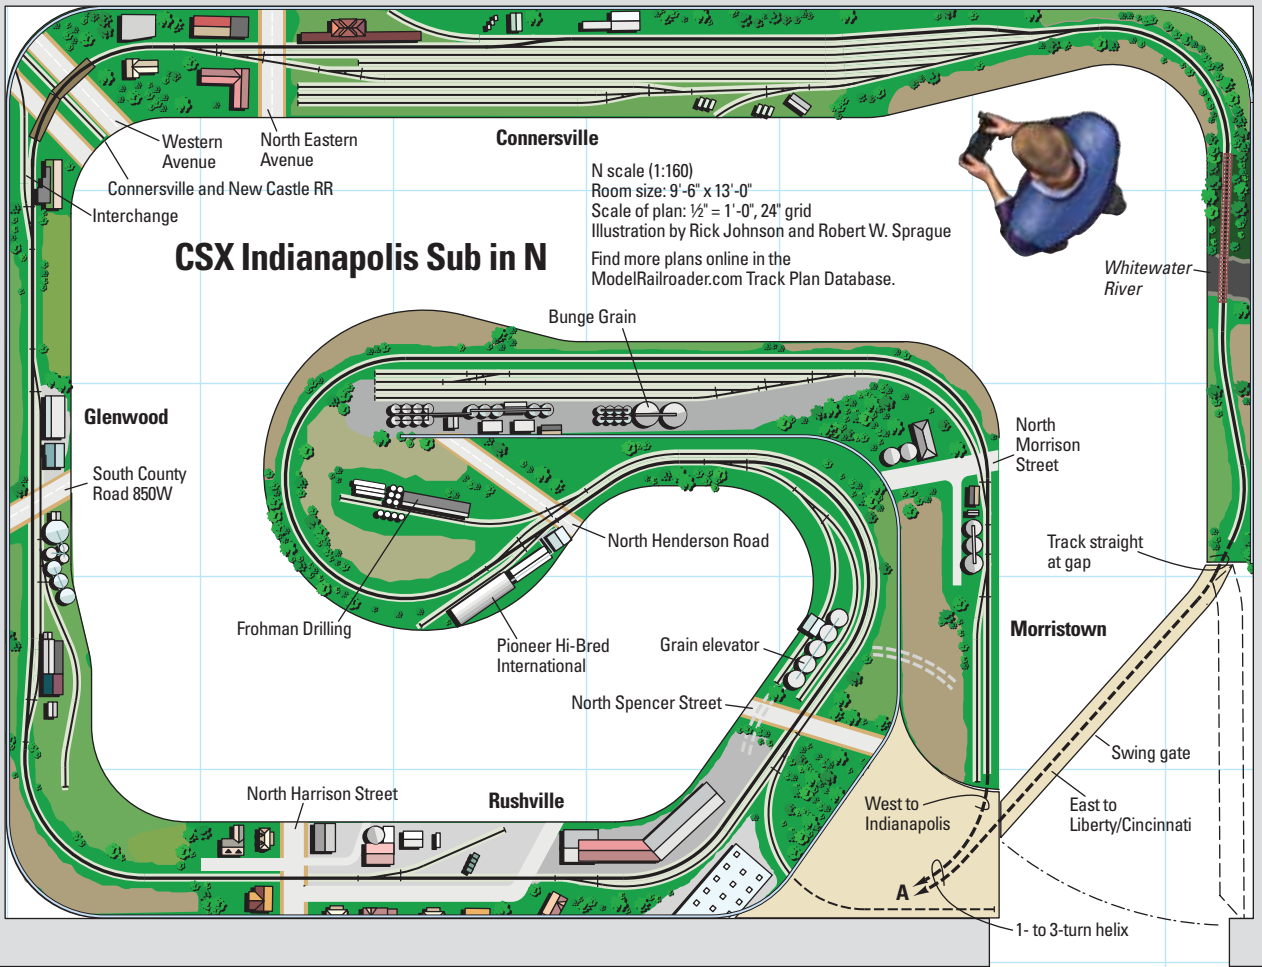 Western
Avenue
North Eastern
Avenue
Connersville
Connersville and New Castle RR
Interchange
N scale (1:160)
Room size: 9'-6" x 13'-0"
Scale of plan: ½" = 1'-0", 24" grid
Illustration by Rick Johnson and Robert W. Sprague
Find more plans online in the
ModelRailroader.com Track Plan Database.
CSX Indianapolis Sub in N
Whitewater
River
Bunge Grain
Glenwood
South County
Road 850W
North
Morrison
Street
North Henderson Road
Track straight
at gap
Frohman Drilling
Pioneer Hi-Bred
International
Grain elevator
Morristown
North Spencer Street
Swing gate
North Harrison Street
Rushville
West to
Indianapolis
East to
Liberty/Cincinnati
A
1- to 3-turn helix